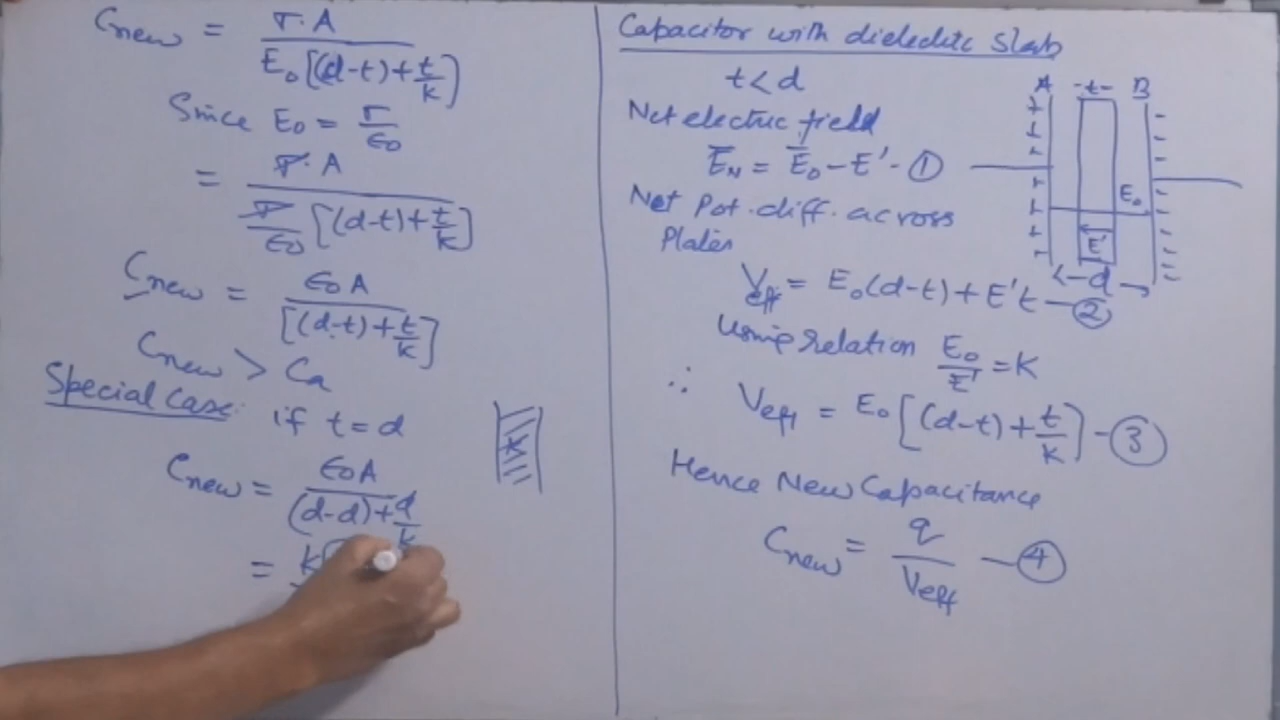 Cnew = σ.A / E₀[(d-t)+t/k]
Since E₀ = σ/ϵ₀
= σ.A / σ/ϵ₀ [(d-t)+t/k]
Cnew = ϵ₀A / [(d-t)+t/k]
Cnew > Ca
Special Case: if t=d
K
Cnew = ϵ₀A / (d-d)+d/k
= k
Capacitor with dielectric Slab
t<d
A -t- B
Net electric field
E̅N = E̅₀-E'-①
E₀
Net Pot.diff. across
Plates
E'
<-d->
Veff = E₀(d-t)+E't-②
Using relation E₀/E' = K
∴ Veff = E₀[(d-t)+t/k]-③
Hence New Capacitance
Cnew = q/Veff -④